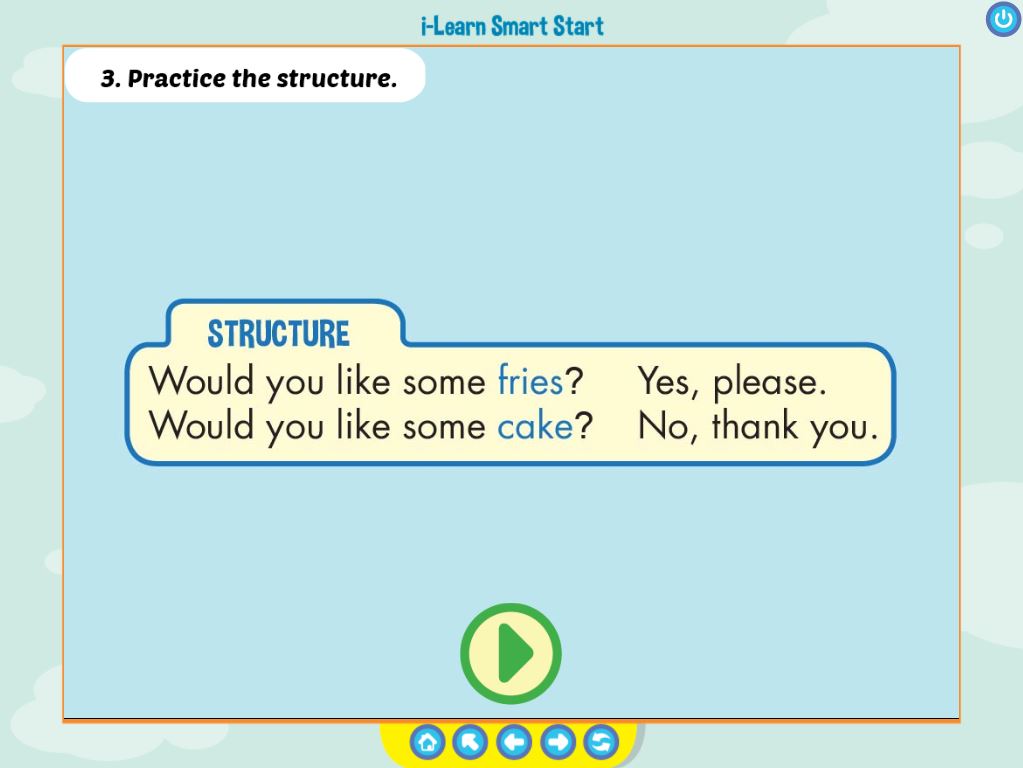 i-Learn Smart Start
3. Practice the structure.
STRUCTURE
Would you like some fries? Yes, please.
Would you like some cake? No, thank you.